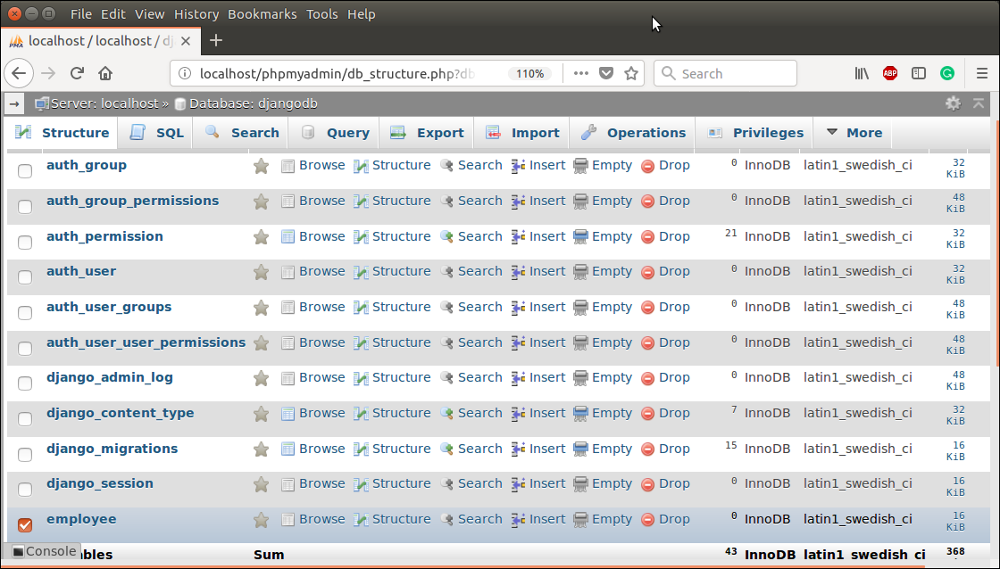 File Edit View History Bookmarks Tools Help
PMA localhost / localhost / dj
localhost/phpmyadmin/db_structure.php?db 110% ABP Search
Server: localhost » Database: djangodb
Structure SQL Search Query Export Import Operations Privileges More
auth_group Browse Structure Search Insert Empty Drop 0 InnoDB latin1_swedish_ci 32 KiB
auth_group_permissions Browse Structure Search Insert Empty Drop 0 InnoDB latin1_swedish_ci 48 KiB
auth_permission Browse Structure Search Insert Empty Drop 21 InnoDB latin1_swedish_ci 32 KiB
auth_user Browse Structure Search Insert Empty Drop 0 InnoDB latin1_swedish_ci 32 KiB
auth_user_groups Browse Structure Search Insert Empty Drop 0 InnoDB latin1_swedish_ci 48 KiB
auth_user_user_permissions Browse Structure Search Insert Empty Drop 0 InnoDB latin1_swedish_ci 48 KiB
django_admin_log Browse Structure Search Insert Empty Drop 0 InnoDB latin1_swedish_ci 48 KiB
django_content_type Browse Structure Search Insert Empty Drop 7 InnoDB latin1_swedish_ci 32 KiB
django_migrations Browse Structure Search Insert Empty Drop 15 InnoDB latin1_swedish_ci 16 KiB
django_session Browse Structure Search Insert Empty Drop 0 InnoDB latin1_swedish_ci 16 KiB
employee Browse Structure Search Insert Empty Drop 0 InnoDB latin1_swedish_ci 16 KiB
Console bles Sum 43 InnoDB latin1_swedish_ci 368